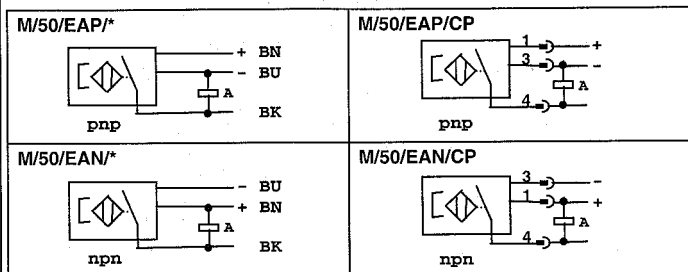 M/50/EAP/*
+ BN
- BU
A
BK
pnp
M/50/EAP/CP
1 +
3 -
A
4
pnp
M/50/EAN/*
- BU
+ BN
A
BK
npn
M/50/EAN/CP
3 -
1 +
A
4
npn